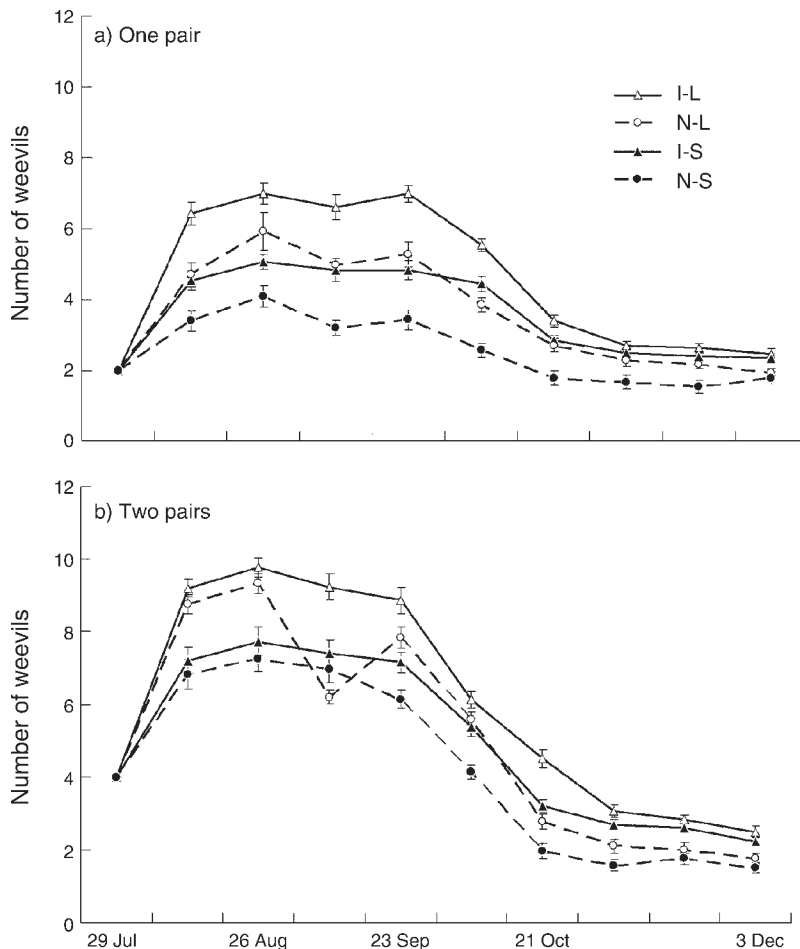 12
a) One pair
10
8
6
4
2
0
Number of weevils
I-L
N-L
I-S
N-S
12
b) Two pairs
10
8
6
4
2
0
Number of weevils
29 Jul 26 Aug 23 Sep 21 Oct 3 Dec